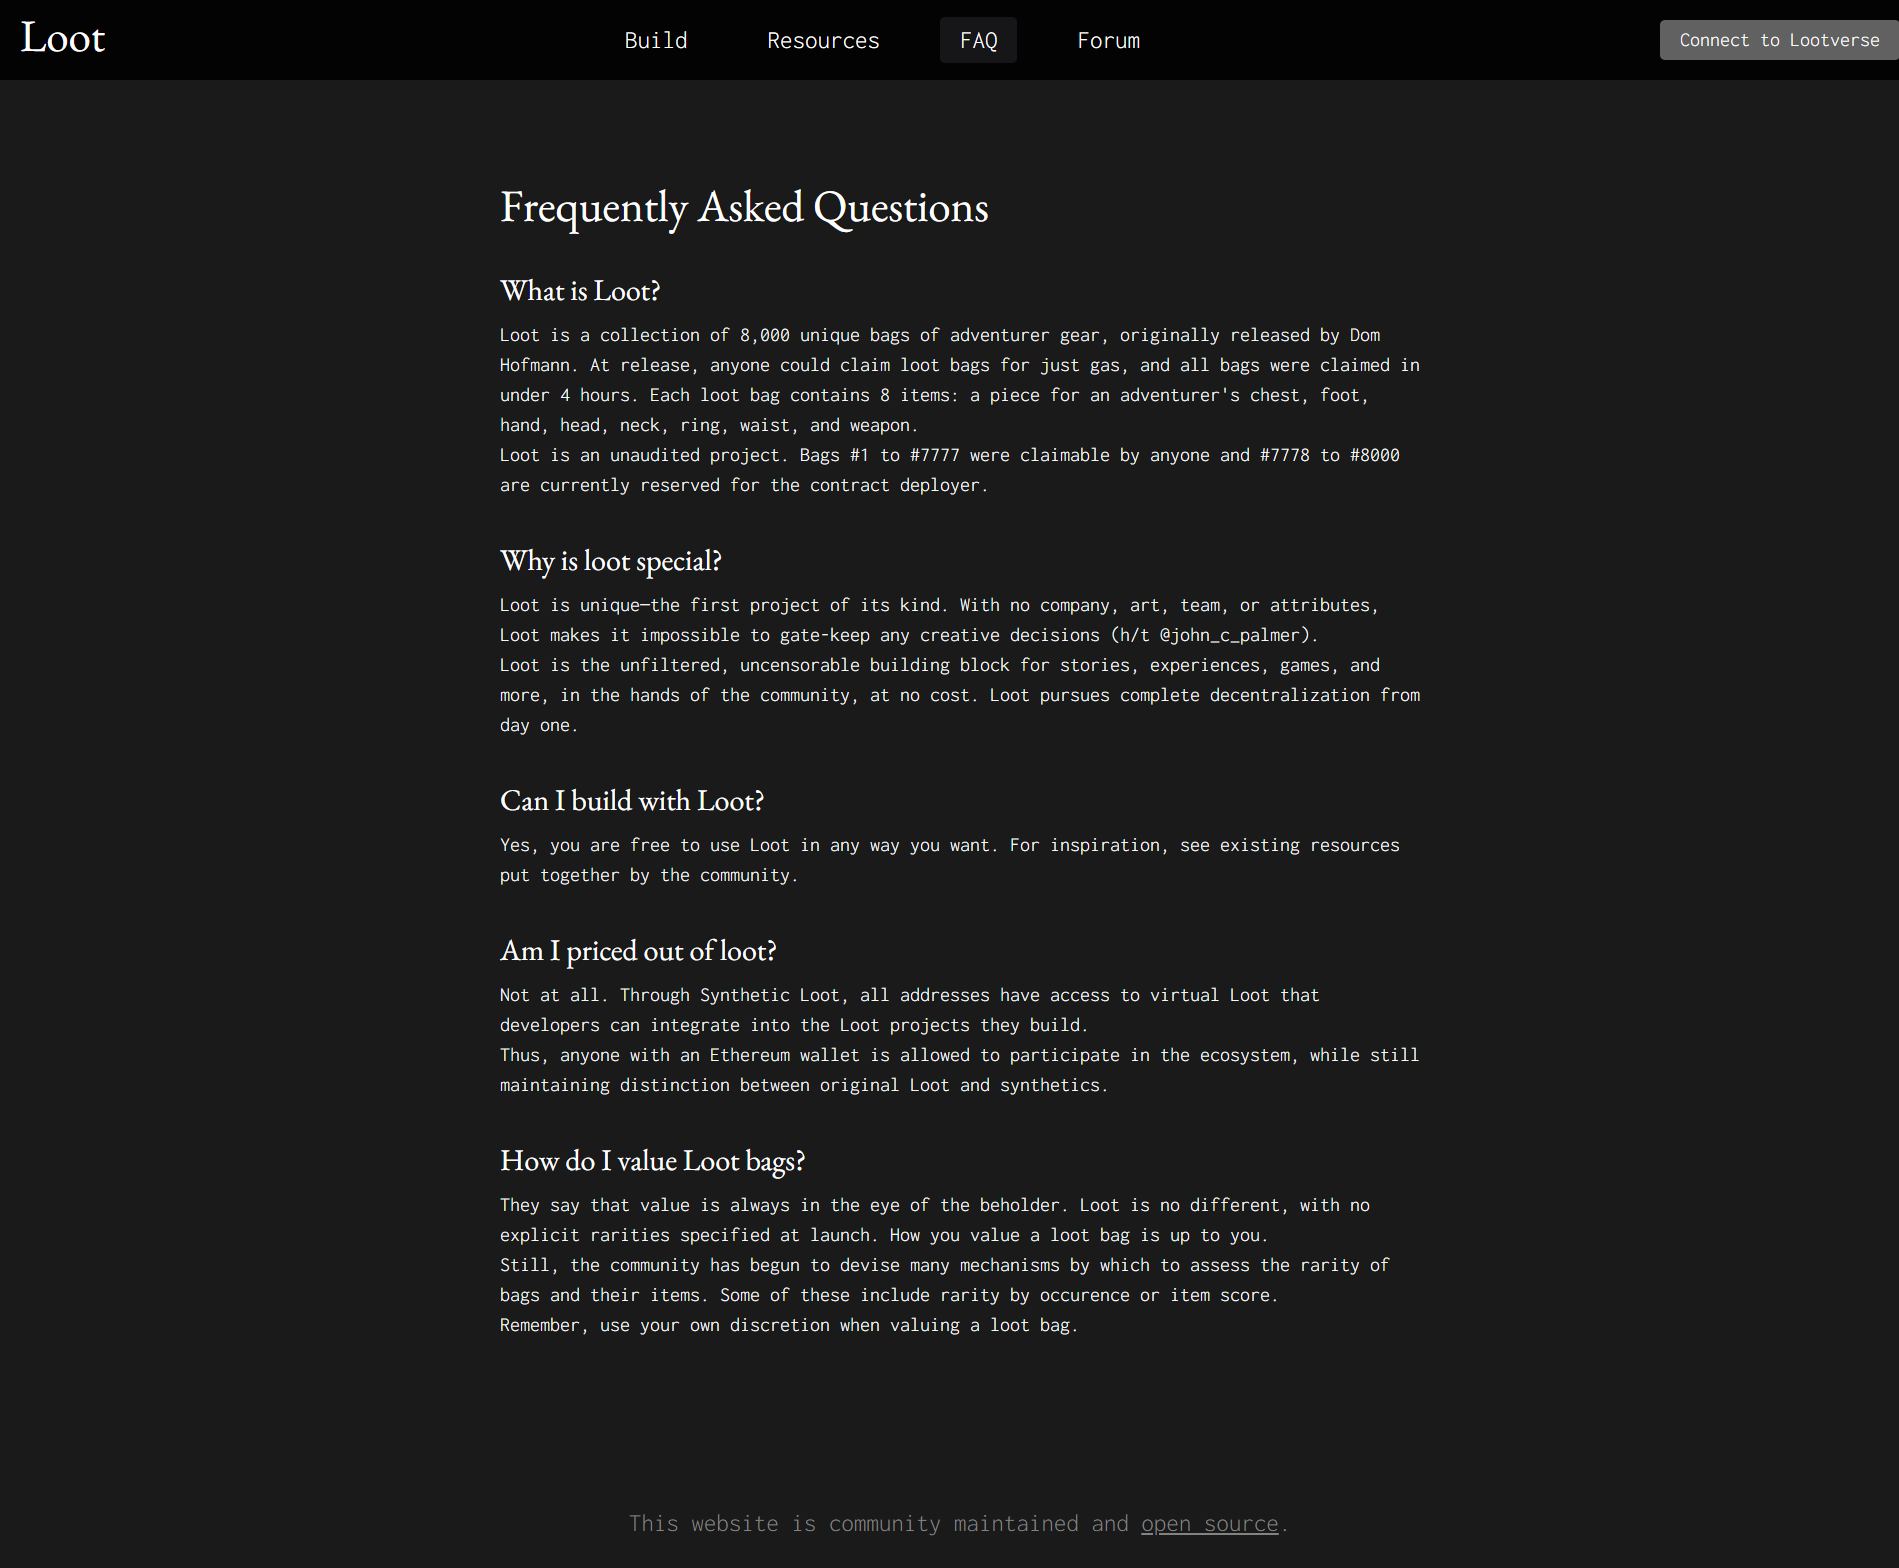 Loot
Build
Resources
FAQ
Forum
Connect to Lootverse
Frequently Asked Questions
What is Loot?
Loot is a collection of 8,000 unique bags of adventurer gear, originally released by Dom
Hofmann. At release, anyone could claim loot bags for just gas, and all bags were claimed in
under 4 hours. Each loot bag contains 8 items: a piece for an adventurer's chest, foot,
hand, head, neck, ring, waist, and weapon.
Loot is an unaudited project. Bags #1 to #7777 were claimable by anyone and #7778 to #8000
are currently reserved for the contract deployer.
Why is loot special?
Loot is unique—the first project of its kind. With no company, art, team, or attributes,
Loot makes it impossible to gate-keep any creative decisions (h/t @john_c_palmer).
Loot is the unfiltered, uncensorable building block for stories, experiences, games, and
more, in the hands of the community, at no cost. Loot pursues complete decentralization from
day one.
Can I build with Loot?
Yes, you are free to use Loot in any way you want. For inspiration, see existing resources
put together by the community.
Am I priced out of loot?
Not at all. Through Synthetic Loot, all addresses have access to virtual Loot that
developers can integrate into the Loot projects they build.
Thus, anyone with an Ethereum wallet is allowed to participate in the ecosystem, while still
maintaining distinction between original Loot and synthetics.
How do I value Loot bags?
They say that value is always in the eye of the beholder. Loot is no different, with no
explicit rarities specified at launch. How you value a loot bag is up to you.
Still, the community has begun to devise many mechanisms by which to assess the rarity of
bags and their items. Some of these include rarity by occurence or item score.
Remember, use your own discretion when valuing a loot bag.
This website is community maintained and open source.